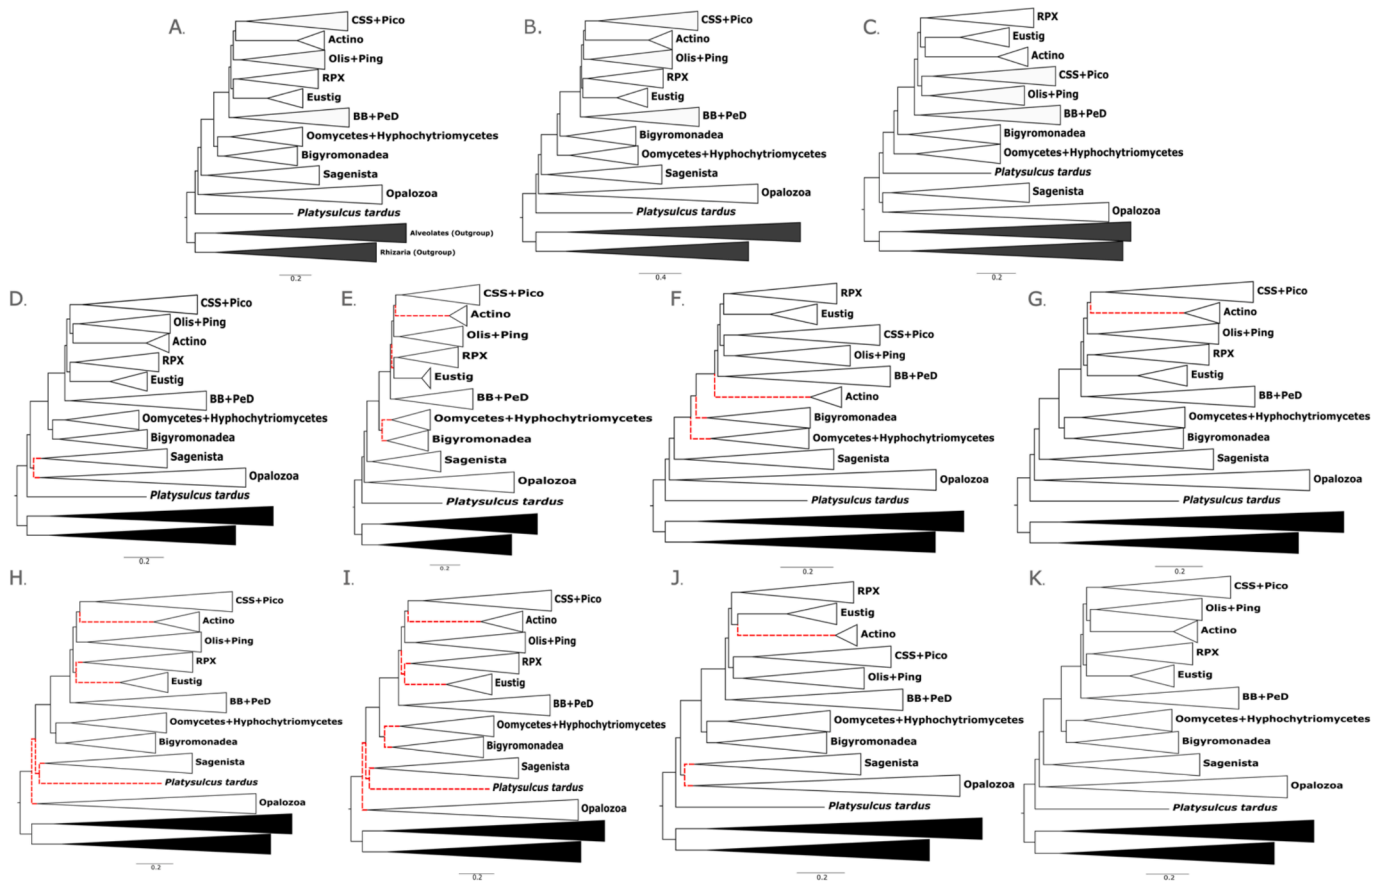 A.
CSS+Pico
Actino
Olis+Ping
RPX
Eustig
BB+PeD
Oomycetes+Hyphochytriomycetes
Bigyromonadea
Sagenista
Opalozoa
Platysulcus tardus
Alveolates (Outgroup)
Rhizaria (Outgroup)
0.2
B.
CSS+Pico
Actino
Olis+Ping
RPX
Eustig
BB+PeD
Bigyromonadea
Oomycetes+Hyphochytriomycetes
Sagenista
Opalozoa
Platysulcus tardus
0.4
C.
RPX
Eustig
Actino
CSS+Pico
Olis+Ping
BB+PeD
Bigyromonadea
Oomycetes+Hyphochytriomycetes
Platysulcus tardus
Sagenista
Opalozoa
0.2
D.
CSS+Pico
Olis+Ping
Actino
RPX
Eustig
BB+PeD
Oomycetes+Hyphochytriomycetes
Bigyromonadea
Sagenista
Opalozoa
Platysulcus tardus
0.2
E.
CSS+Pico
Actino
Olis+Ping
RPX
Eustig
BB+PeD
Oomycetes+Hyphochytriomycetes
Bigyromonadea
Sagenista
Opalozoa
Platysulcus tardus
0.2
F.
RPX
Eustig
CSS+Pico
Olis+Ping
BB+PeD
Actino
Bigyromonadea
Oomycetes+Hyphochytriomycetes
Sagenista
Opalozoa
Platysulcus tardus
0.2
G.
CSS+Pico
Actino
Olis+Ping
RPX
Eustig
BB+PeD
Oomycetes+Hyphochytriomycetes
Bigyromonadea
Sagenista
Opalozoa
Platysulcus tardus
0.2
H.
CSS+Pico
Actino
Olis+Ping
RPX
Eustig
BB+PeD
Oomycetes+Hyphochytriomycetes
Bigyromonadea
Sagenista
Platysulcus tardus
Opalozoa
0.2
I.
CSS+Pico
Actino
Olis+Ping
RPX
Eustig
BB+PeD
Oomycetes+Hyphochytriomycetes
Bigyromonadea
Sagenista
Platysulcus tardus
Opalozoa
0.2
J.
RPX
Eustig
Actino
CSS+Pico
Olis+Ping
BB+PeD
Oomycetes+Hyphochytriomycetes
Bigyromonadea
Sagenista
Opalozoa
Platysulcus tardus
0.2
K.
CSS+Pico
Olis+Ping
Actino
RPX
Eustig
BB+PeD
Oomycetes+Hyphochytriomycetes
Bigyromonadea
Sagenista
Opalozoa
Platysulcus tardus
0.2